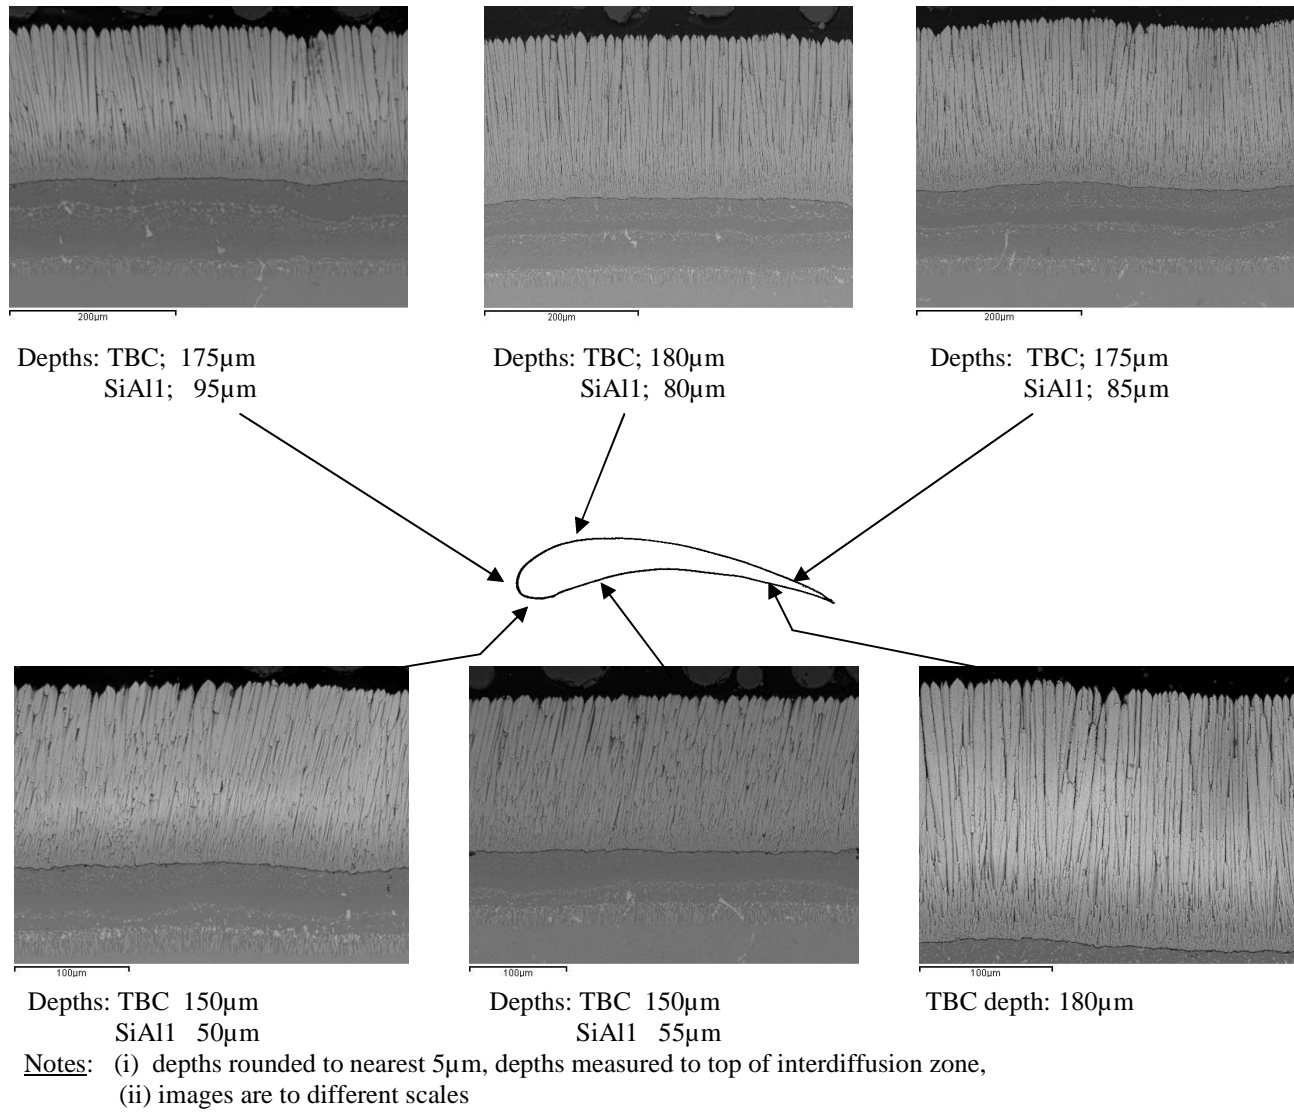 200µm
200µm
200µm
Depths: TBC; 175µm
SiAl1; 95µm
Depths: TBC; 180µm
SiAl1; 80µm
Depths: TBC; 175µm
SiAl1; 85µm
100µm
100µm
100µm
Depths: TBC 150µm
SiAl1 50µm
Depths: TBC 150µm
SiAl1 55µm
TBC depth: 180µm
Notes: (i) depths rounded to nearest 5µm, depths measured to top of interdiffusion zone,
(ii) images are to different scales